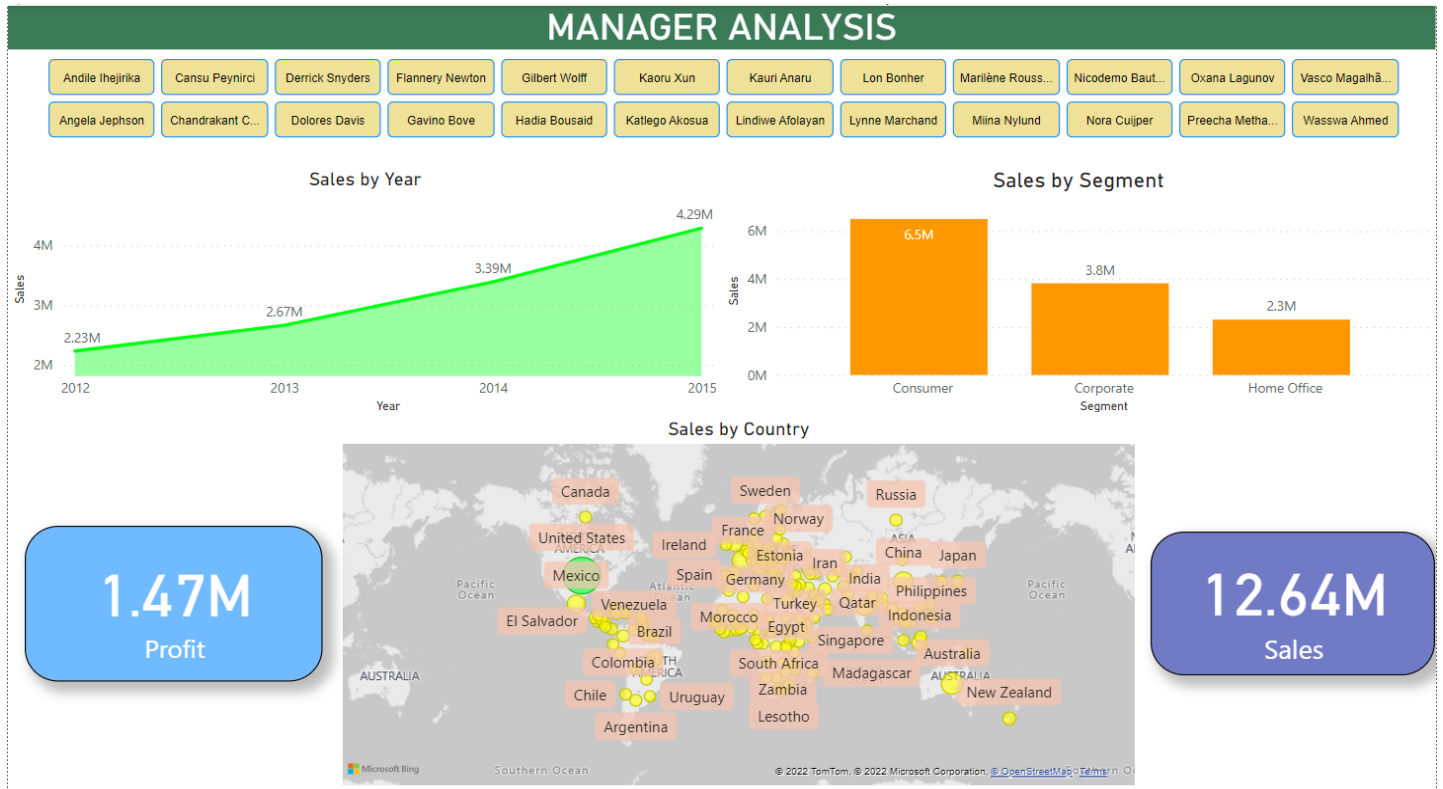 MANAGER ANALYSIS
Andile Ihejirika Cansu Peynirci Derrick Snyders Flannery Newton Gilbert Wolff Kaoru Xun Kauri Anaru Lon Bonher Marilène Rouss... Nicodemo Baut... Oxana Lagunov Vasco Magalhã...
Angela Jephson Chandrakant C... Dolores Davis Gavino Bove Hadia Bousaid Katlego Akosua Lindiwe Afolayan Lynne Marchand Miina Nylund Nora Cuijper Preecha Metha... Wasswa Ahmed
Sales by Year
4.29M
4M
3.39M
3M
2.67M
2.23M
2M
Sales
2012 2013 2014 2015
Year
Sales by Segment
6M
6.5M
4M
3.8M
2M
2.3M
0M
Sales
Consumer Corporate Home Office
Segment
Sales by Country
Canada Sweden Russia
United States France Norway
AMERICA Ireland Estonia Iran ASIA China Japan
Mexico Spain Germany India
Pacific Ocean Philippines Pacific Ocean
Venezuela Turkey Qatar
El Salvador Brazil Morocco Egypt Indonesia
Singapore
Colombia South Africa Australia
AUSTRALIA Madagascar
Chile Uruguay Zambia New Zealand
Argentina Lesotho
Microsoft Bing Southern Ocean © 2022 TomTom, © 2022 Microsoft Corporation, © OpenStreetMap Terms
1.47M
Profit
12.64M
Sales